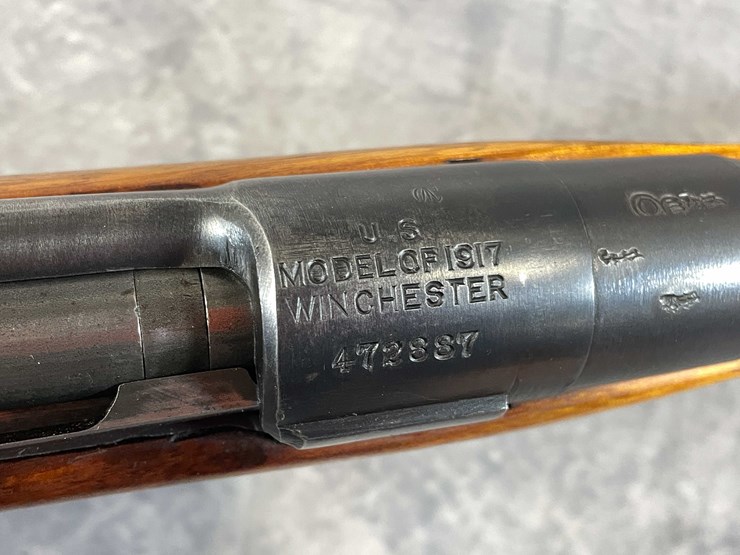 U.S.
MODEL OF 1917
WINCHESTER
472887